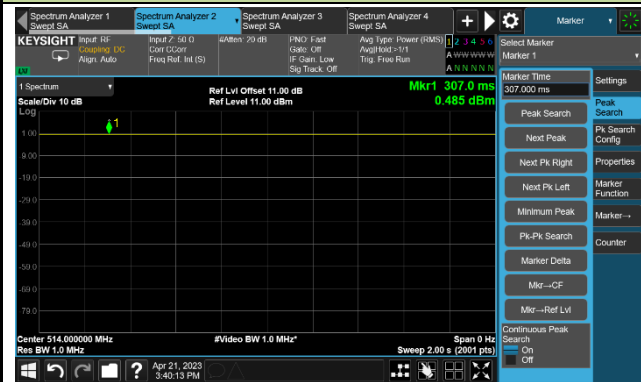 Spectrum Analyzer 1
Swept SA
Spectrum Analyzer 2
Swept SA
Spectrum Analyzer 3
Swept SA
Spectrum Analyzer 4
Swept SA
+
Marker
KEYSIGHT
Input: RF
Coupling: DC
Align: Auto
Input Z: 50 Ω
Corr CCorr
Freq Ref: Int (S)
#Atten: 20 dB
PNO: Fast
Gate: Off
IF Gain: Low
Sig Track: Off
Avg Type: Power (RMS)
Avg|Hold:>1/1
Trig: Free Run
1 2 3 4 5 6
A W W W W W
A N N N N N
Select Marker
Marker 1
LXI
1 Spectrum
Scale/Div 10 dB
Log
Ref Lvl Offset 11.00 dB
Ref Level 11.00 dBm
Mkr1 307.0 ms
0.485 dBm
1
1.00
-9.00
-19.0
-29.0
-39.0
-49.0
-59.0
-69.0
-79.0
Center 514.000000 MHz
Res BW 1.0 MHz
#Video BW 1.0 MHz*
Span 0 Hz
Sweep 2.00 s (2001 pts)
Marker Time
307.000 ms
Peak Search
Next Peak
Next Pk Right
Next Pk Left
Minimum Peak
Pk-Pk Search
Marker Delta
Mkr→CF
Mkr→Ref Lvl
Continuous Peak
Search
On
Off
Settings
Peak
Search
Pk Search
Config
Properties
Marker
Function
Marker→
Counter
?
Apr 21, 2023
3:40:13 PM